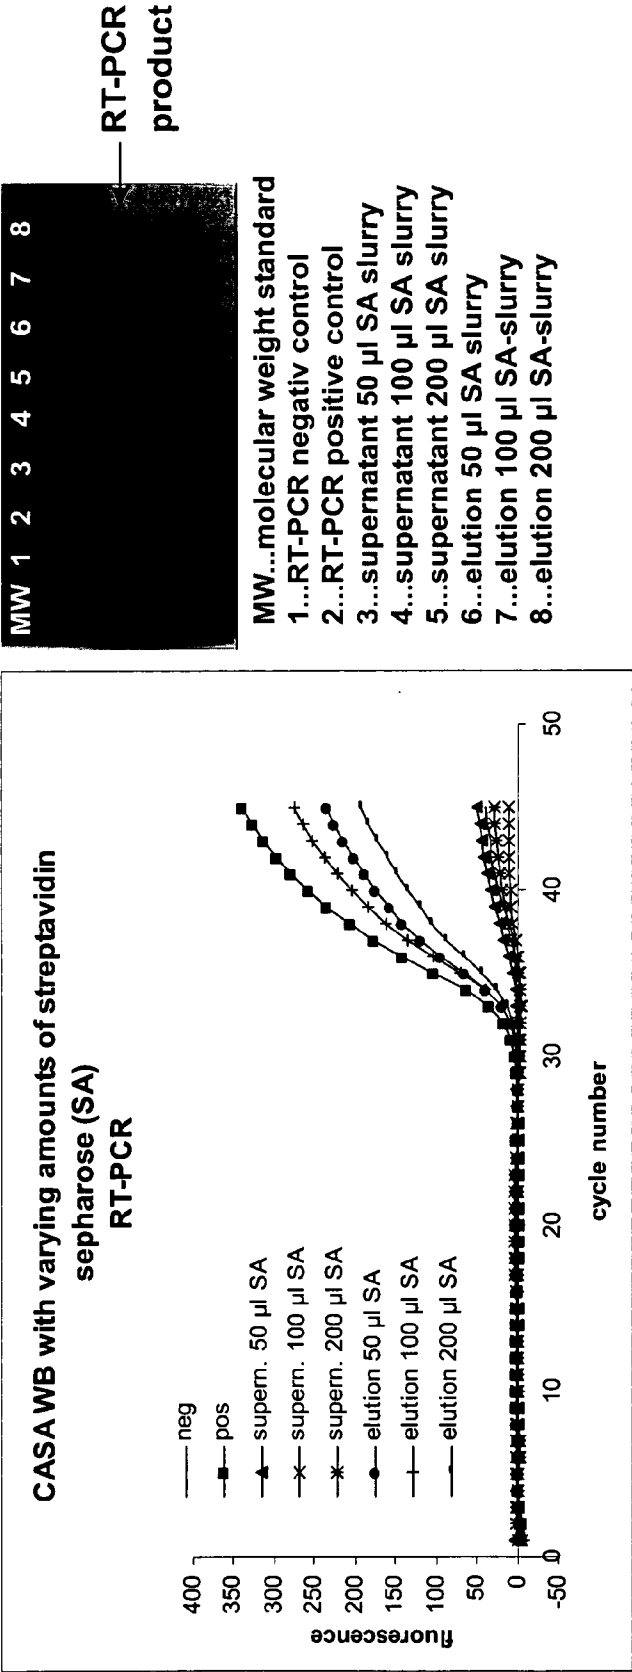 CASA WB with varying amounts of streptavidin
sepharose (SA)
RT-PCR
fluorescence
400
350
300
250
200
150
100
50
0
-50
neg
pos
supern. 50 µl SA
supern. 100 µl SA
supern. 200 µl SA
elution 50 µl SA
elution 100 µl SA
elution 200 µl SA
0
10
20
30
40
50
cycle number
MW 1 2 3 4 5 6 7 8
RT-PCR
product
MW...molecular weight standard
1...RT-PCR negativ control
2...RT-PCR positive control
3...supernatant 50 µl SA slurry
4...supernatant 100 µl SA slurry
5...supernatant 200 µl SA slurry
6...elution 50 µl SA slurry
7...elution 100 µl SA-slurry
8...elution 200 µl SA-slurry